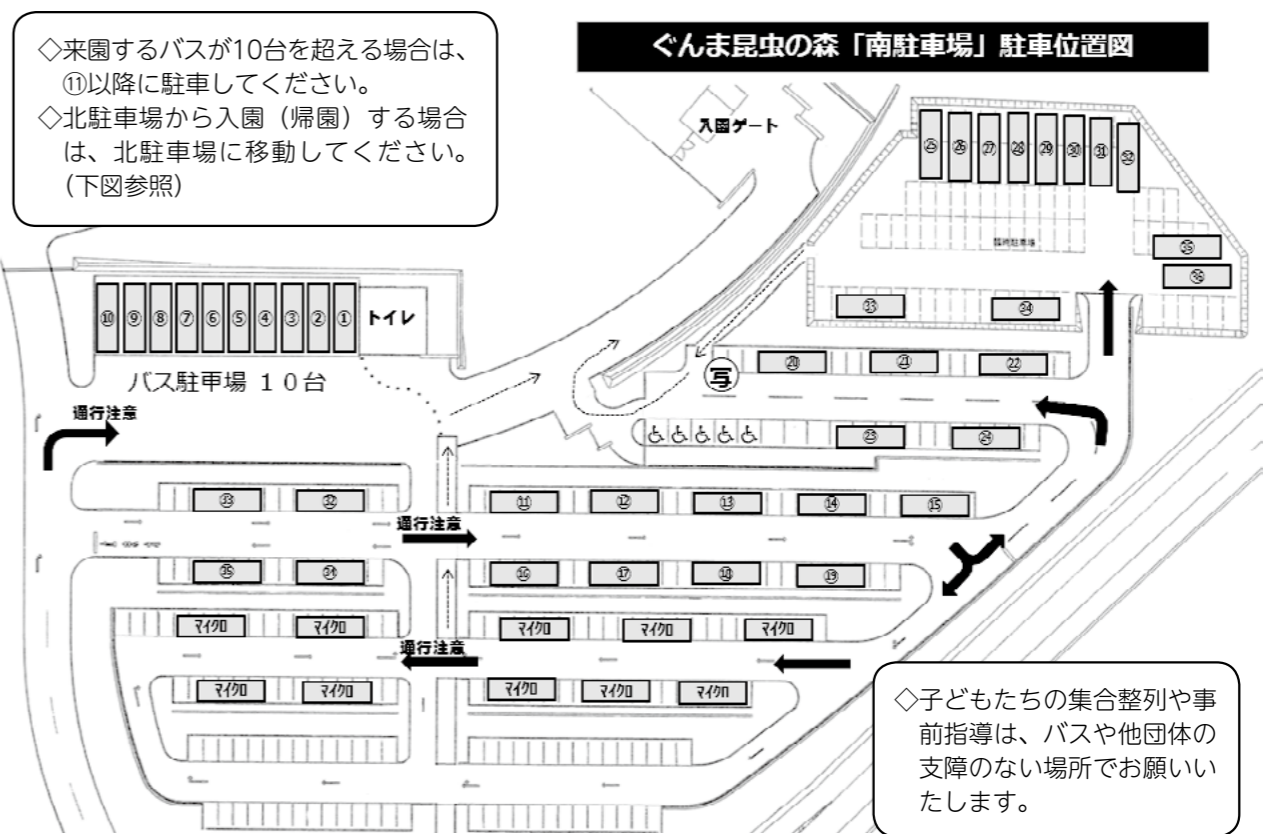 ◇来園するバスが10台を超える場合は、
⑪以降に駐車してください。
◇北駐車場から入園（帰園）する場合
は、北駐車場に移動してください。
(下図参照)
ぐんま昆虫の森「南駐車場」駐車位置図
入園ゲート
㉕ ㉖ ㉗ ㉘ ㉙ ㉚ ㉛ ㉜
臨時駐車場
㉟
㊱
㉝ ㉞
⑩ ⑨ ⑧ ⑦ ⑥ ⑤ ④ ③ ② ① トイレ
バス駐車場 10台
写 ⑳ ㉑ ㉒
㉓ ㉔
通行注意
㉝ ㉜ ⑪ ⑫ ⑬ ⑭ ⑮
通行注意
㉟ ㉞ ⑯ ⑰ ⑱ ⑲
マイクロ マイクロ マイクロ マイクロ マイクロ
通行注意
マイクロ マイクロ マイクロ マイクロ マイクロ
◇子どもたちの集合整列や事
前指導は、バスや他団体の
支障のない場所でお願いい
たします。